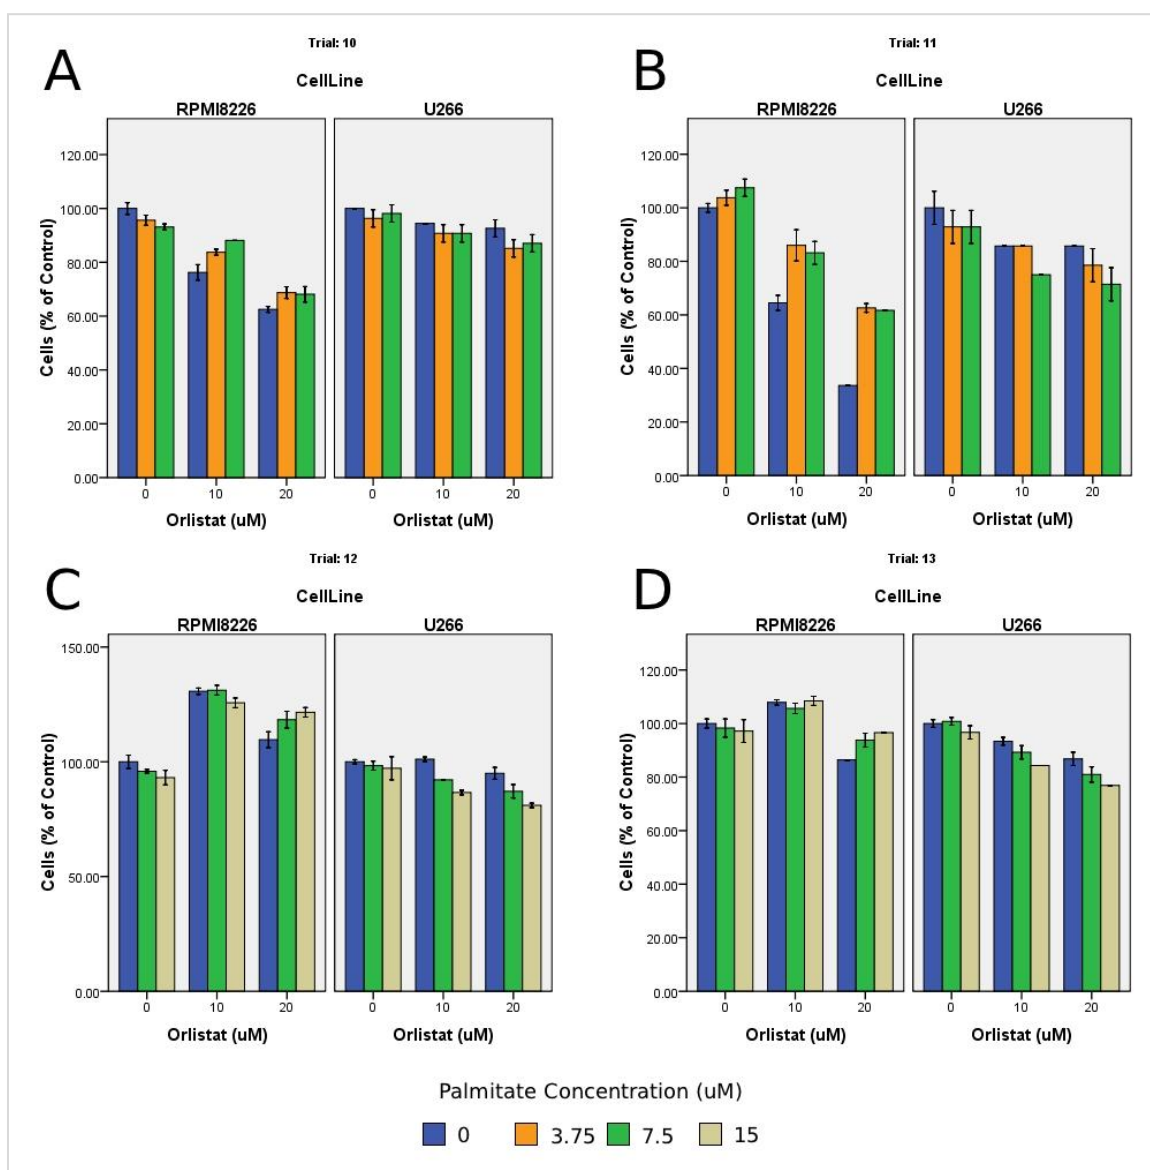 A
Trial: 10
CellLine
RPMI8226
U266
Cells (% of Control)
120.00
100.00
80.00
60.00
40.00
20.00
0.00
0
10
20
0
10
20
Orlistat (uM)
Orlistat (uM)
B
Trial: 11
CellLine
RPMI8226
U266
Cells (% of Control)
120.00
100.00
80.00
60.00
40.00
20.00
0.00
0
10
20
0
10
20
Orlistat (uM)
Orlistat (uM)
C
Trial: 12
CellLine
RPMI8226
U266
Cells (% of Control)
150.00
100.00
50.00
0.00
0
10
20
0
10
20
Orlistat (uM)
Orlistat (uM)
D
Trial: 13
CellLine
RPMI8226
U266
Cells (% of Control)
120.00
100.00
80.00
60.00
40.00
20.00
0.00
0
10
20
0
10
20
Orlistat (uM)
Orlistat (uM)
Palmitate Concentration (uM)
0
3.75
7.5
15